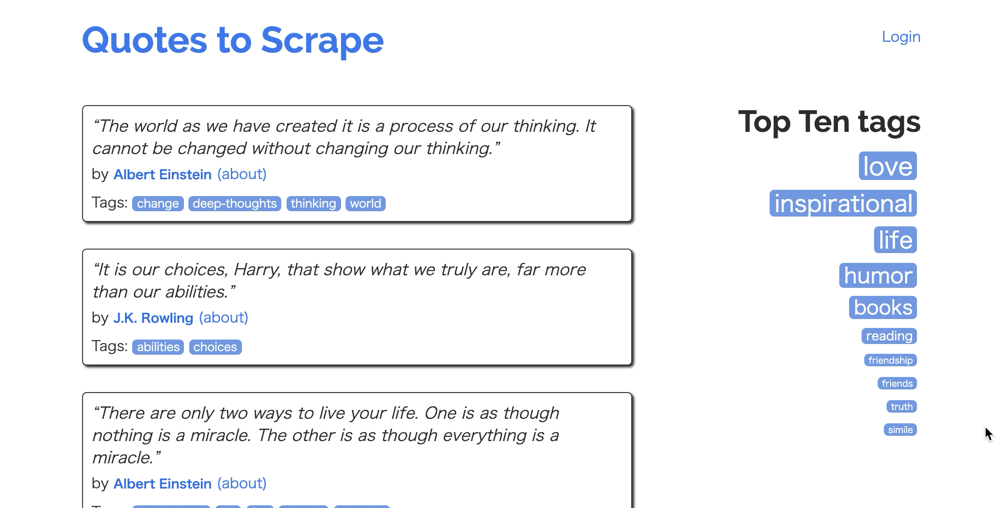 Quotes to Scrape
Login
“The world as we have created it is a process of our thinking. It
cannot be changed without changing our thinking.”
by Albert Einstein (about)
Tags: change deep-thoughts thinking world
“It is our choices, Harry, that show what we truly are, far more
than our abilities.”
by J.K. Rowling (about)
Tags: abilities choices
“There are only two ways to live your life. One is as though
nothing is a miracle. The other is as though everything is a
miracle.”
by Albert Einstein (about)
Top Ten tags
love
inspirational
life
humor
books
reading
friendship
friends
truth
simile